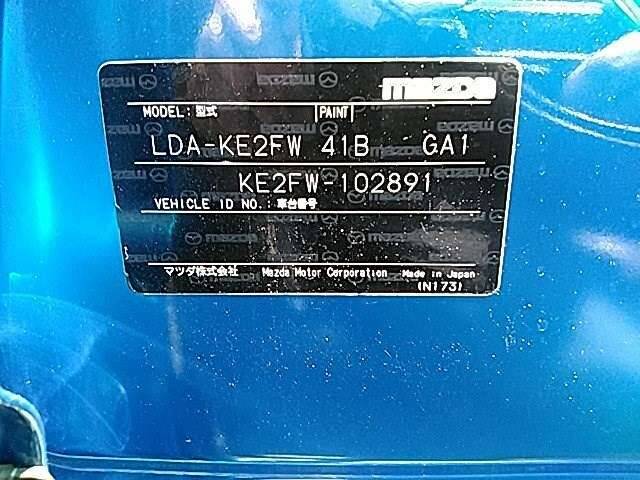 mazda
MODEL: 型式 PAINT
LDA-KE2FW 41B GA1
KE2FW-102891
VEHICLE ID NO.: 車台番号
マツダ株式会社 Mazda Motor Corporation Made in Japan
(N173)